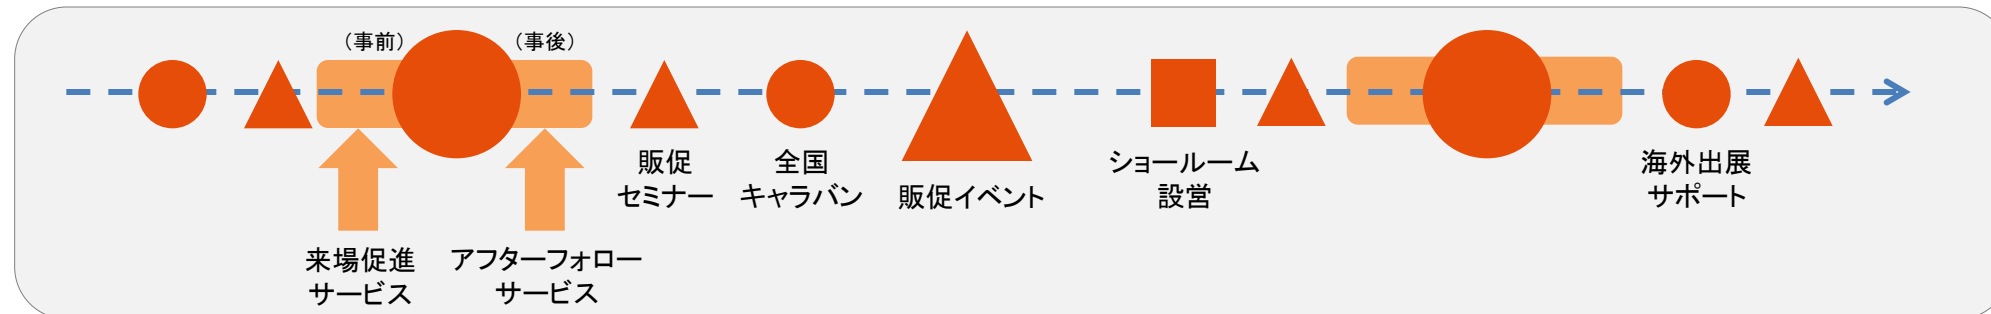 （事前）
（事後）
販促
セミナー
全国
キャラバン
販促イベント
ショールーム
設営
海外出展
サポート
来場促進
サービス
アフターフォロー
サービス